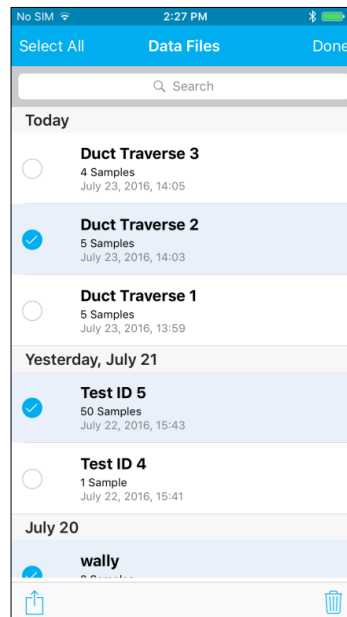 No SIM 2:27 PM
Select All Data Files Done
Search
Today
Duct Traverse 3
4 Samples
July 23, 2016, 14:05
Duct Traverse 2
5 Samples
July 23, 2016, 14:03
Duct Traverse 1
5 Samples
July 23, 2016, 13:59
Yesterday, July 21
Test ID 5
50 Samples
July 22, 2016, 15:43
Test ID 4
1 Sample
July 22, 2016, 15:41
July 20
wally